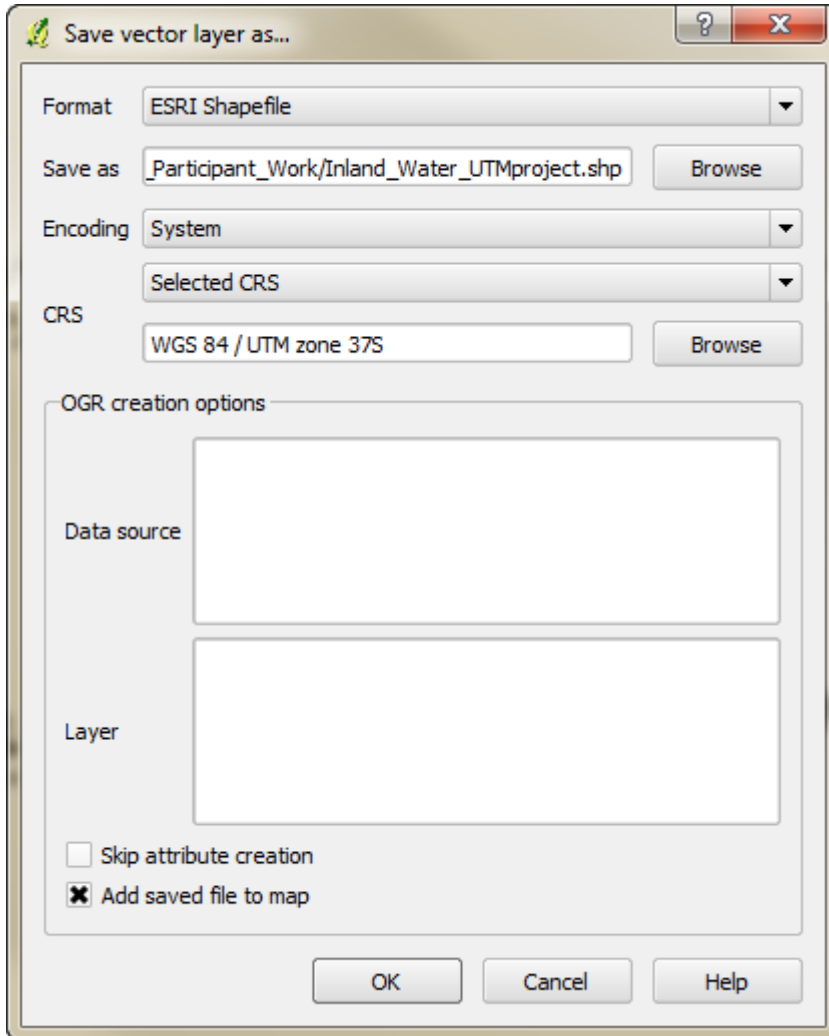 Save vector layer as...
Format ESRI Shapefile
Save as _Participant_Work/Inland_Water_UTMproject.shp Browse
Encoding System
Selected CRS
CRS
WGS 84 / UTM zone 37S Browse
OGR creation options
Data source
Layer
Skip attribute creation
Add saved file to map
OK Cancel Help